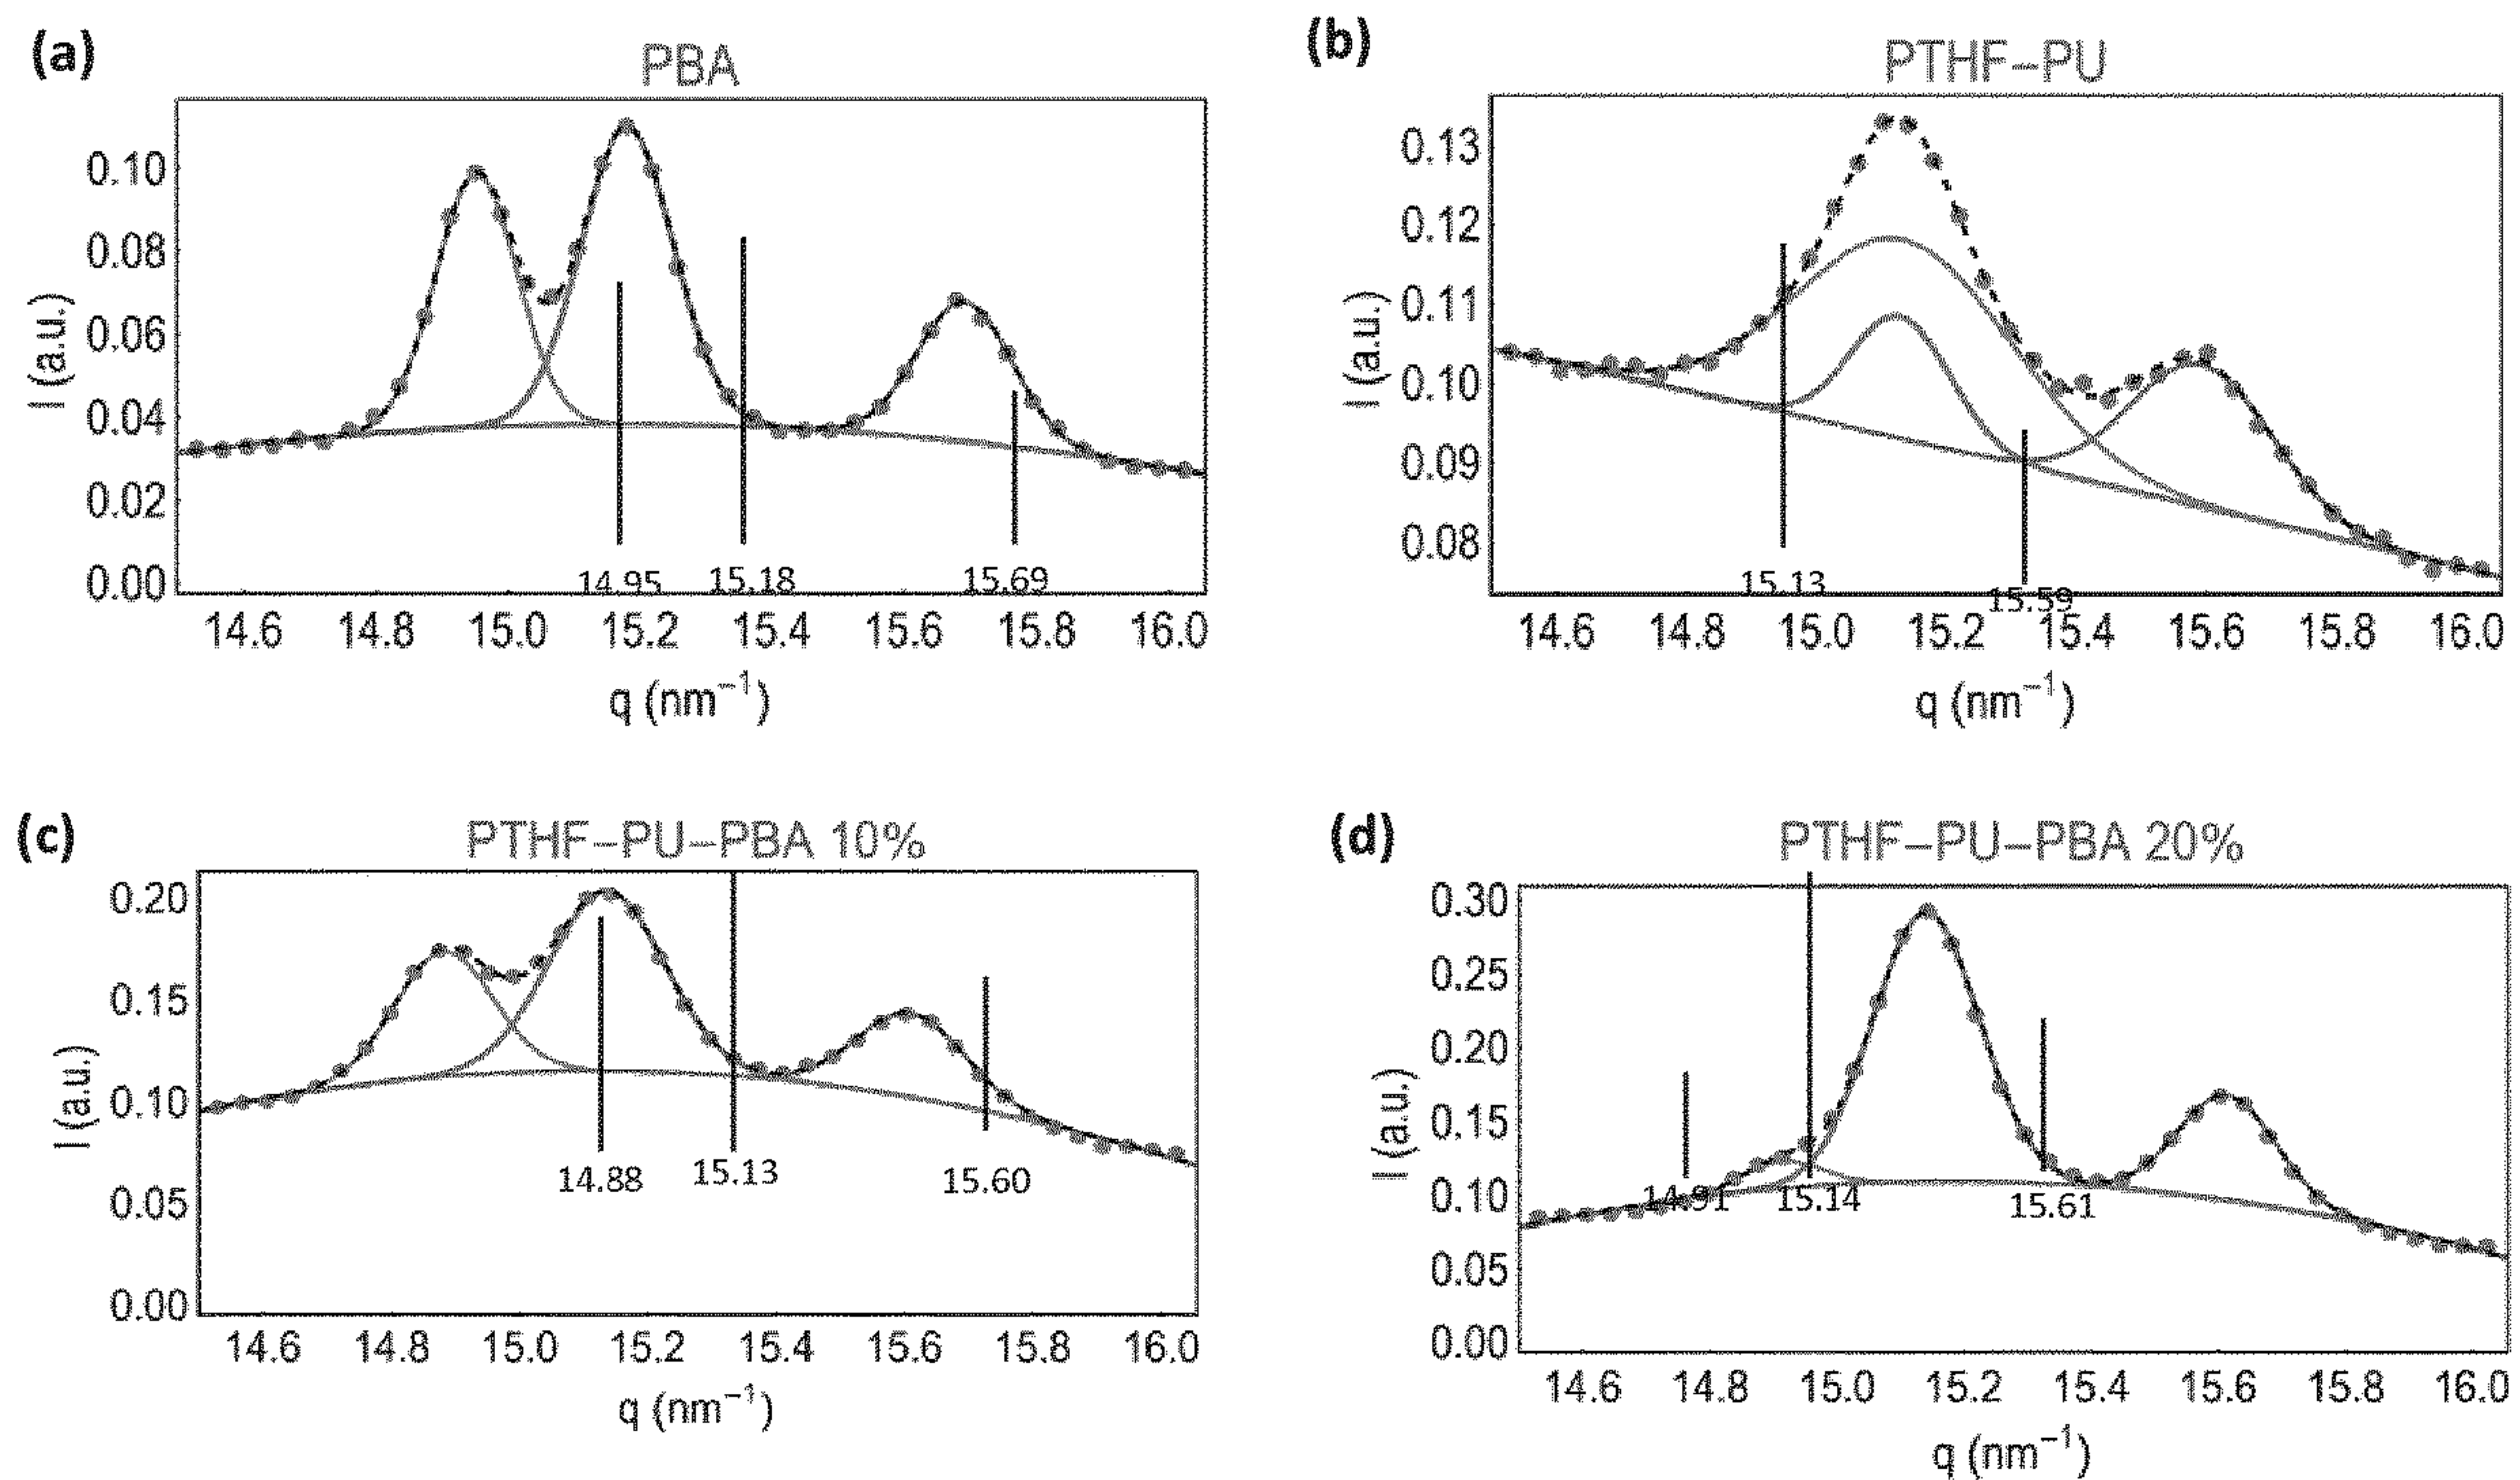 (a)
PBA
I (a.u.)
0.10
0.08
0.06
0.04
0.02
0.00
14.95 15.18 15.69
14.6 14.8 15.0 15.2 15.4 15.6 15.8 16.0
q (nm⁻¹)
(b)
PTHF–PU
I (a.u.)
0.13
0.12
0.11
0.10
0.09
0.08
15.13 15.59
14.6 14.8 15.0 15.2 15.4 15.6 15.8 16.0
q (nm⁻¹)
(c)
PTHF–PU–PBA 10%
I (a.u.)
0.20
0.15
0.10
0.05
0.00
14.88 15.13 15.60
14.6 14.8 15.0 15.2 15.4 15.6 15.8 16.0
q (nm⁻¹)
(d)
PTHF–PU–PBA 20%
I (a.u.)
0.30
0.25
0.20
0.15
0.10
0.05
0.00
14.91 15.14 15.61
14.6 14.8 15.0 15.2 15.4 15.6 15.8 16.0
q (nm⁻¹)